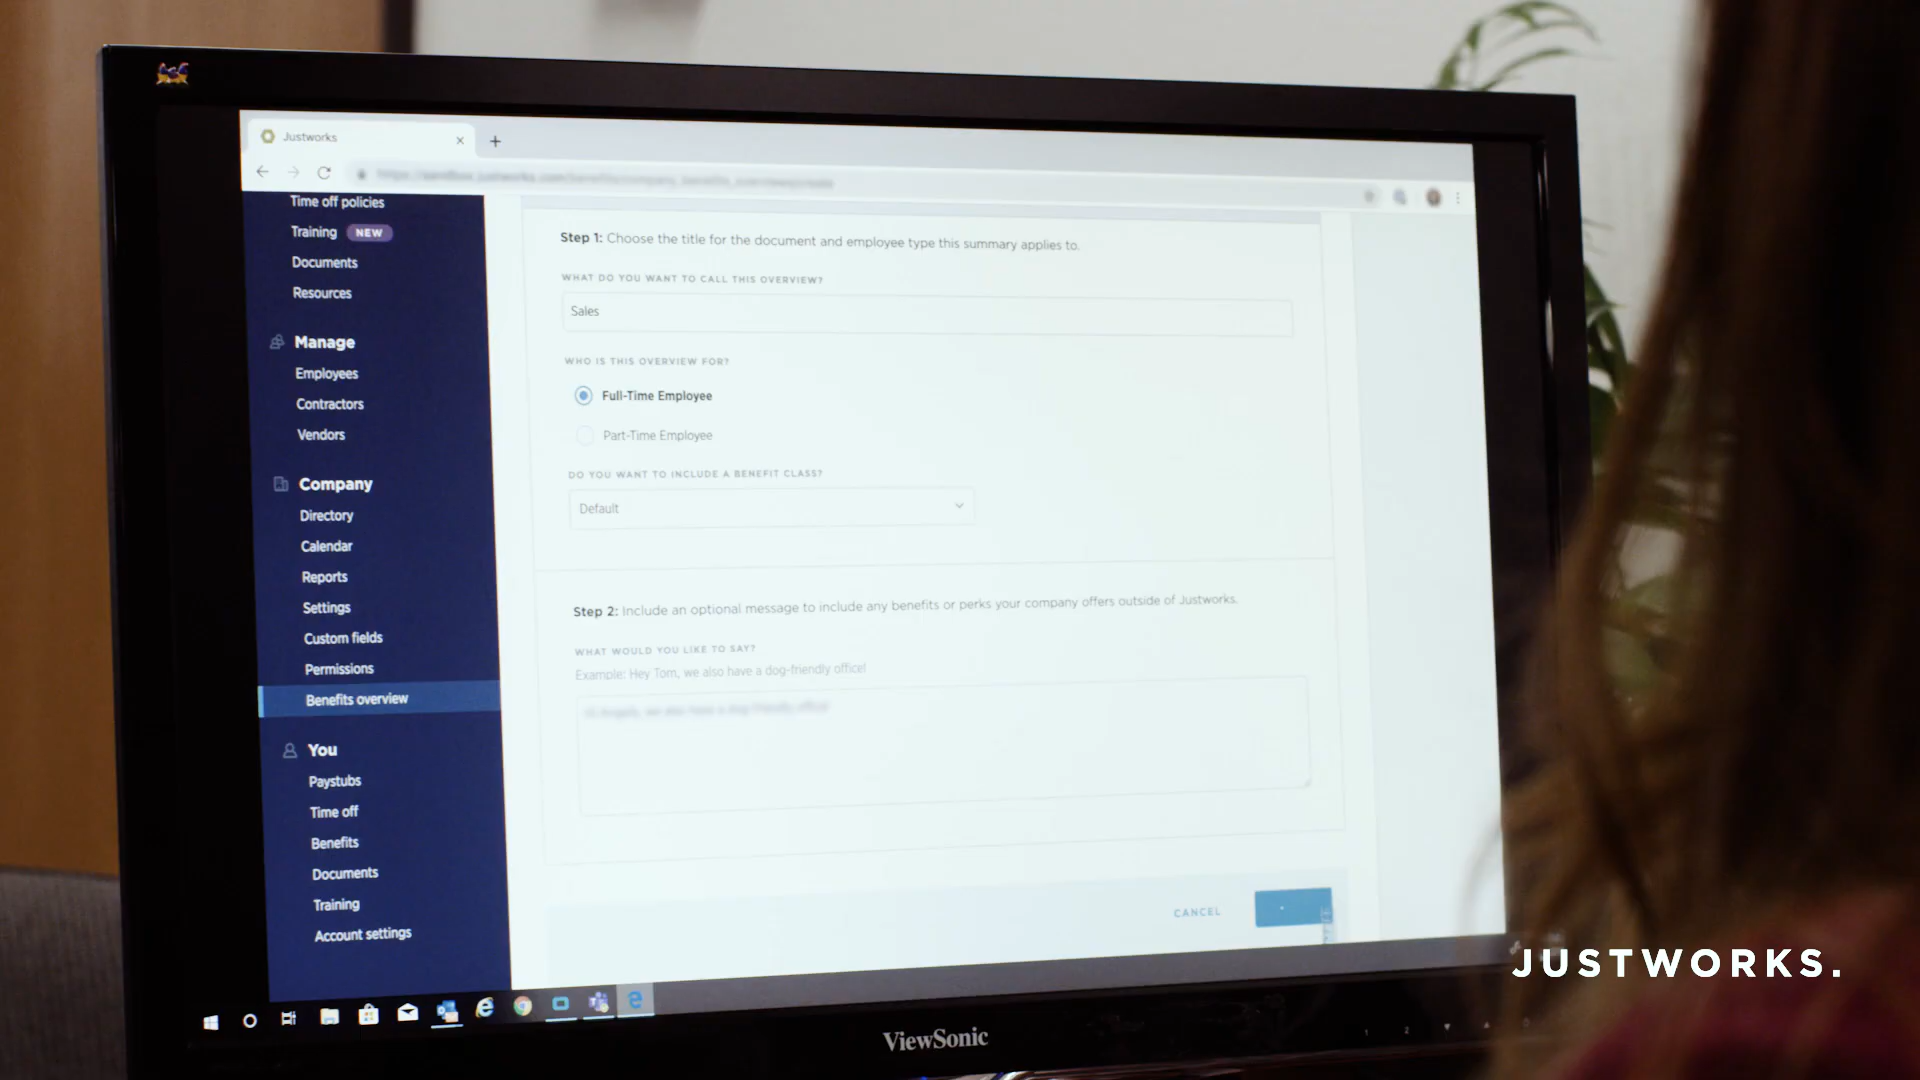 Justworks
Time off policies
Training NEW
Documents
Resources
Manage
Employees
Contractors
Vendors
Company
Directory
Calendar
Reports
Settings
Custom fields
Permissions
Benefits overview
You
Paystubs
Time off
Benefits
Documents
Training
Account settings
Step 1: Choose the title for the document and employee type this summary applies to.
WHAT DO YOU WANT TO CALL THIS OVERVIEW?
Sales
WHO IS THIS OVERVIEW FOR?
Full-Time Employee
Part-Time Employee
DO YOU WANT TO INCLUDE A BENEFIT CLASS?
Default
Step 2: Include an optional message to include any benefits or perks your company offers outside of Justworks.
WHAT WOULD YOU LIKE TO SAY?
Example: Hey Tom, we also have a dog-friendly office!
CANCEL
JUSTWORKS.
ViewSonic